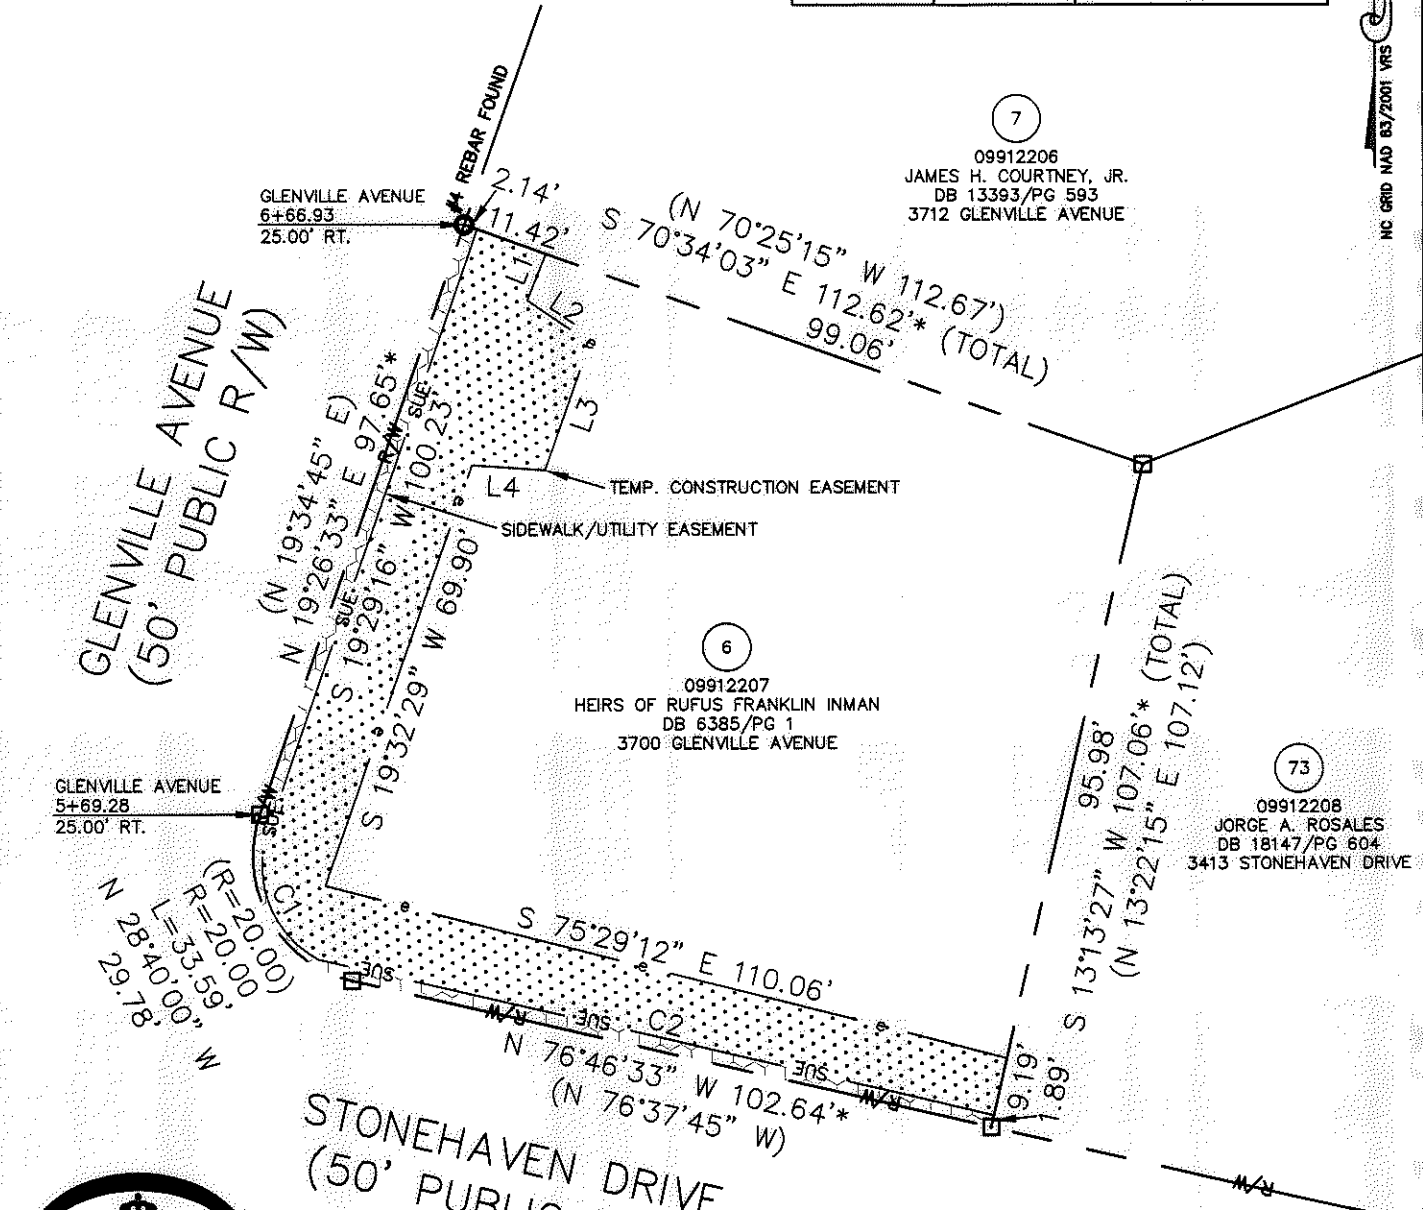 #4 REBAR FOUND
NC GRID NAD 83/2001 VRS
7
09912206
JAMES H. COURTNEY, JR.
DB 13393/PG 593
3712 GLENVILLE AVENUE
GLENVILLE AVENUE
6+66.93
25.00' RT.
2.14'
11.42'
(N 70°25'15" W 112.67')
S 70°34'03" E 112.62'* (TOTAL)
99.06'
L1
L2
e
L3
L4
e
TEMP. CONSTRUCTION EASEMENT
SIDEWALK/UTILITY EASEMENT
GLENVILLE AVENUE
(50' PUBLIC R/W)
(N 19°34'45" E)
N 19°26'33" E 97.65'*
R/W
SUE
SUE
S 19°29'16" W 100.23'
S 19°32'29" W 69.90'
e
6
09912207
HEIRS OF RUFUS FRANKLIN INMAN
DB 6385/PG 1
3700 GLENVILLE AVENUE
95.98'
S 13°13'27" W 107.06'* (TOTAL)
(N 13°22'15" E 107.12')
73
09912208
JORGE A. ROSALES
DB 18147/PG 604
3413 STONEHAVEN DRIVE
GLENVILLE AVENUE
5+69.28
25.00' RT.
R/W
SUE
C1
(R=20.00)
R=20.00
L=33.59'
N 28°40'00" W
29.78'
e
S 75°29'12" E 110.06'
e
e
SUE
R/W
SUE
C2
SUE
R/W
N 76°46'33" W 102.64'*
(N 76°37'45" W)
9.19'
1.89'
STONEHAVEN DRIVE
(50' PUBLIC
R/W